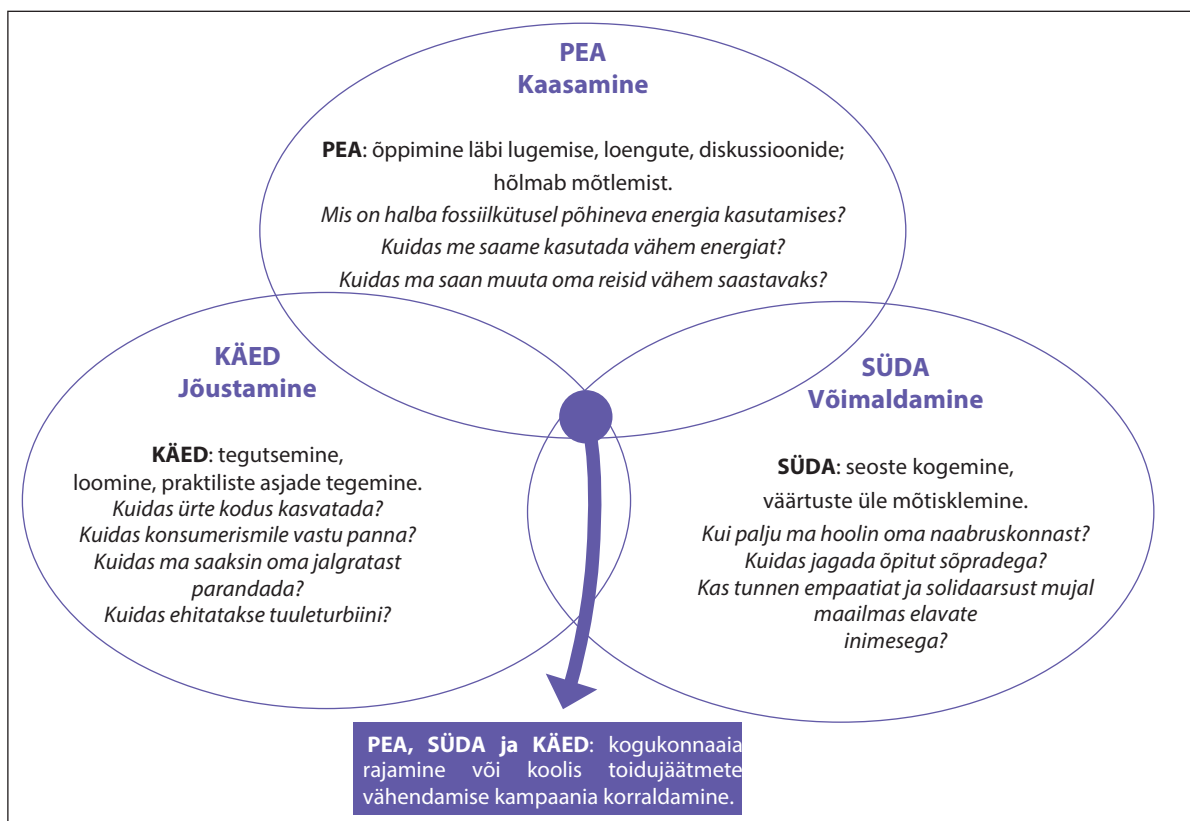 PEA
Kaasamine
PEA: õppimine läbi lugemise, loengute, diskussioonide;
hõlmab mõtlemist.
Mis on halba fossiilkütusel põhineva energia kasutamises?
Kuidas me saame kasutada vähem energiat?
Kuidas ma saan muuta oma reisid vähem saastavaks?
KÄED
Jõustamine
KÄED: tegutsemine,
loomine, praktiliste asjade tegemine.
Kuidas ürte kodus kasvatada?
Kuidas konsumerismile vastu panna?
Kuidas ma saaksin oma jalgratast
parandada?
Kuidas ehitatakse tuuleturbiini?
SÜDA
Võimaldamine
SÜDA: seoste kogemine,
väärtuste üle mõtisklemine.
Kui palju ma hoolin oma naabruskonnast?
Kuidas jagada õpitut sõpradega?
Kas tunnen empaatiat ja solidaarsust mujal
maailmas elavate
inimesega?
PEA, SÜDA ja KÄED: kogukonnaaia
rajamine või koolis toidujäätmete
vähendamise kampaania korraldamine.